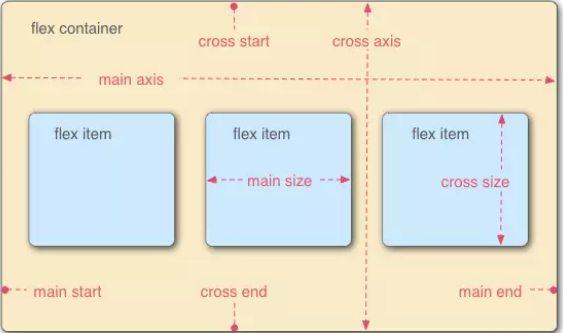 flex container
cross start
cross axis
main axis
flex item
flex item
flex item
main size
cross size
main start
cross end
main end